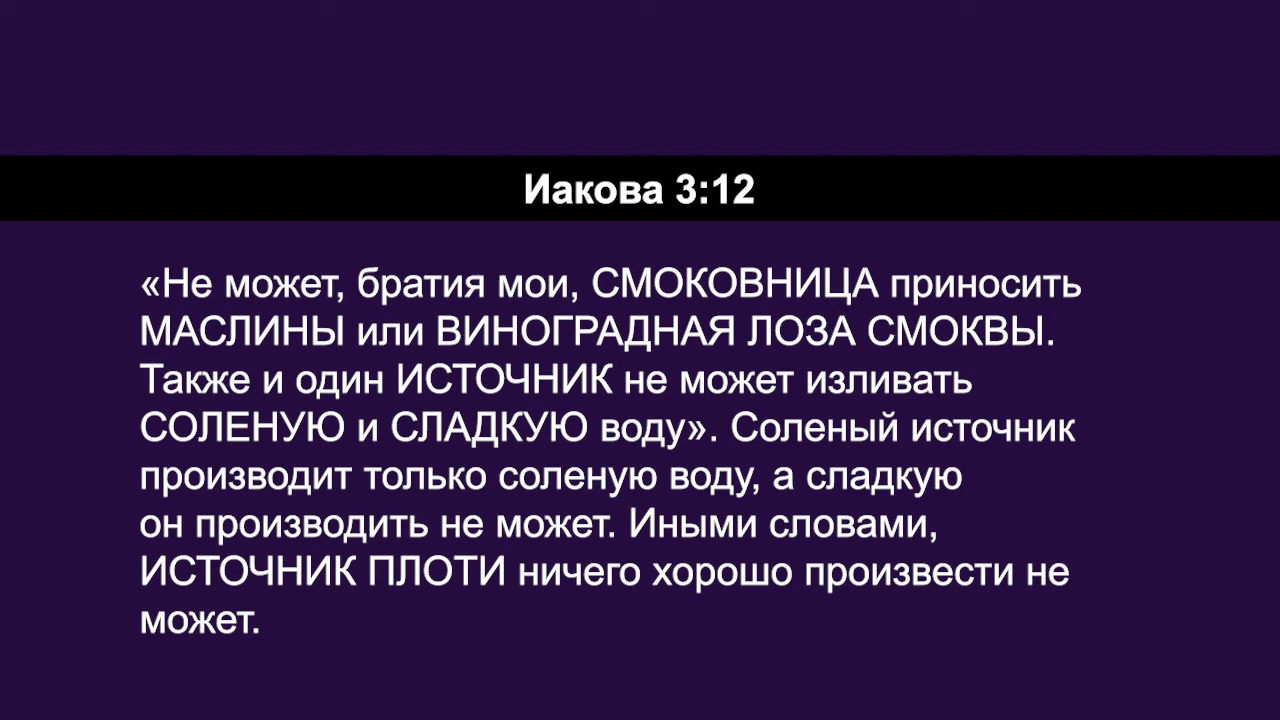 Иакова 3:12
«Не может, братия мои, СМОКОВНИЦА приносить
МАСЛИНЫ или ВИНОГРАДНАЯ ЛОЗА СМОКВЫ.
Также и один ИСТОЧНИК не может изливать
СОЛЕНУЮ и СЛАДКУЮ воду». Соленый источник
производит только соленую воду, а сладкую
он производить не может. Иными словами,
ИСТОЧНИК ПЛОТИ ничего хорошо произвести не
может.